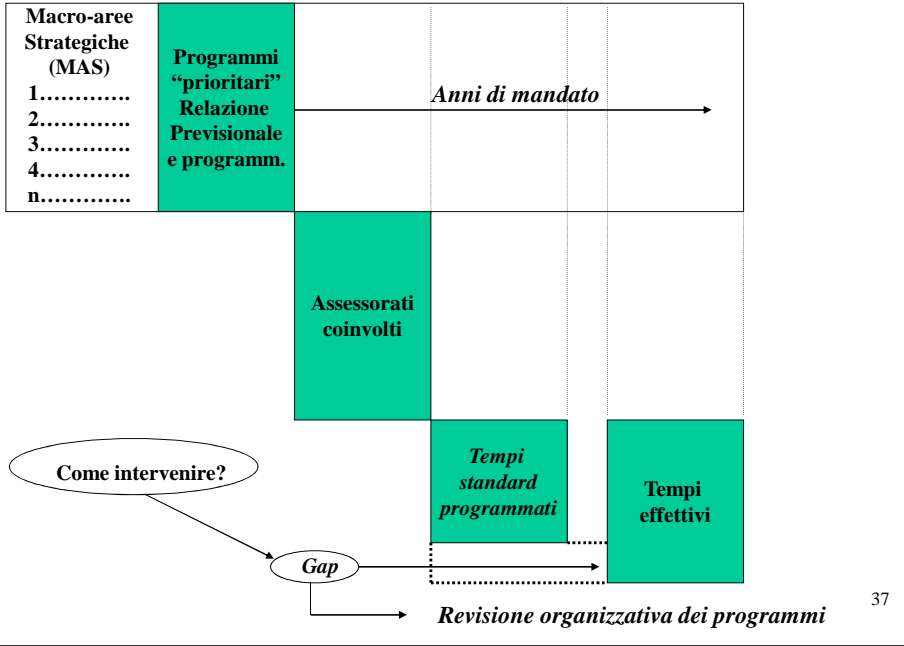 Macro-aree
Strategiche
(MAS)
1………….
2………….
3………….
4………….
n………….
Programmi
“prioritari”
Relazione
Previsionale
e programm.
Anni di mandato
Assessorati
coinvolti
Come intervenire?
Tempi
standard
programmati
Tempi
effettivi
Gap
Revisione organizzativa dei programmi
37